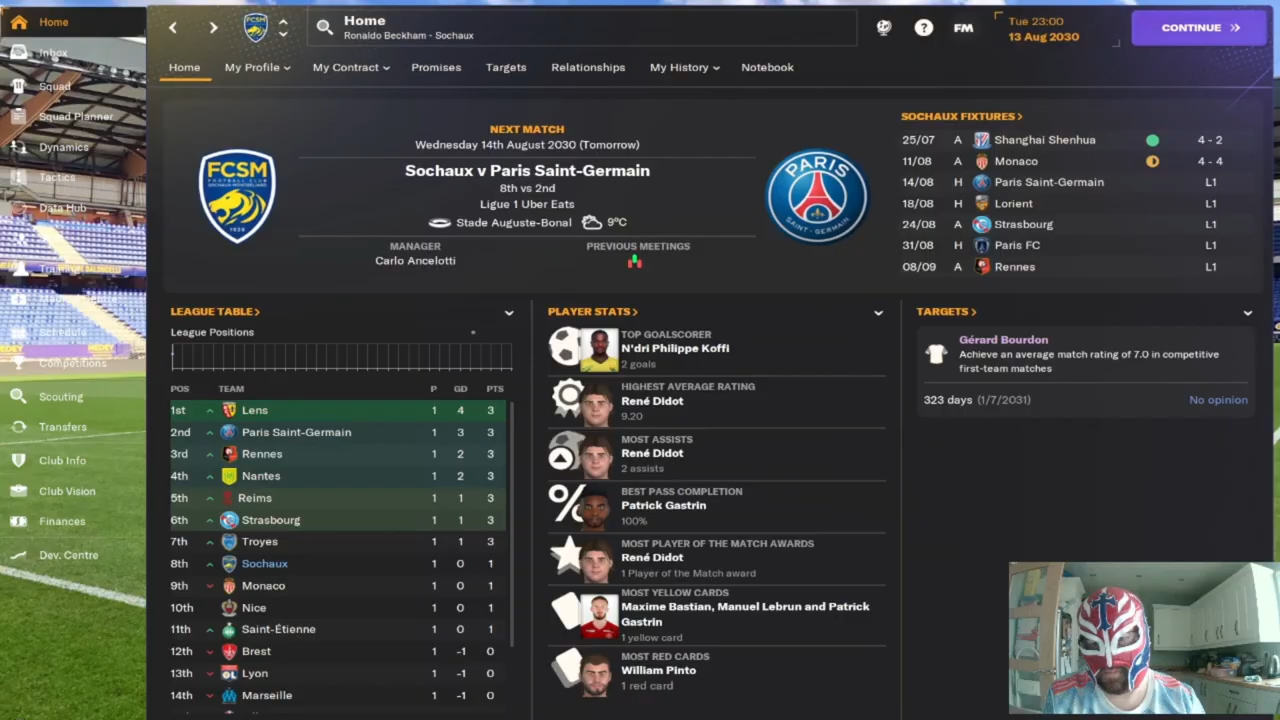 Home
Inbox
Squad
Squad Planner
Dynamics
Tactics
Data Hub
Schedule
Competitions
Scouting
Transfers
Club Info
Club Vision
Finances
Dev. Centre
FCSM
Home
Ronaldo Beckham - Sochaux
?
FM
Tue 23:00
13 Aug 2030
CONTINUE
Home
My Profile
My Contract
Promises
Targets
Relationships
My History
Notebook
FCSM
NEXT MATCH
Wednesday 14th August 2030 (Tomorrow)
Sochaux v Paris Saint-Germain
8th vs 2nd
Ligue 1 Uber Eats
Stade Auguste-Bonal 9ºC
MANAGER
Carlo Ancelotti
PREVIOUS MEETINGS
PARIS
SAINT-GERMAIN
SOCHAUX FIXTURES >
25/07 A Shanghai Shenhua 4 - 2
11/08 A Monaco 4 - 4
14/08 H Paris Saint-Germain L1
18/08 H Lorient L1
24/08 A Strasbourg L1
31/08 H Paris FC L1
08/09 A Rennes L1
LEAGUE TABLE >
League Positions
POS TEAM P GD PTS
1st Lens 1 4 3
2nd Paris Saint-Germain 1 3 3
3rd Rennes 1 2 3
4th Nantes 1 2 3
5th Reims 1 1 3
6th Strasbourg 1 1 3
7th Troyes 1 1 3
8th Sochaux 1 0 1
9th Monaco 1 0 1
10th Nice 1 0 1
11th Saint-Étienne 1 0 1
12th Brest 1 -1 0
13th Lyon 1 -1 0
14th Marseille 1 -1 0
PLAYER STATS >
TOP GOALSCORER
N'dri Philippe Koffi
2 goals
HIGHEST AVERAGE RATING
René Didot
9.20
MOST ASSISTS
René Didot
2 assists
BEST PASS COMPLETION
Patrick Gastrin
100%
MOST PLAYER OF THE MATCH AWARDS
René Didot
1 Player of the Match award
MOST YELLOW CARDS
Maxime Bastian, Manuel Lebrun and Patrick
Gastrin
1 yellow card
MOST RED CARDS
William Pinto
1 red card
TARGETS >
Gérard Bourdon
Achieve an average match rating of 7.0 in competitive
first-team matches
323 days (1/7/2031) No opinion